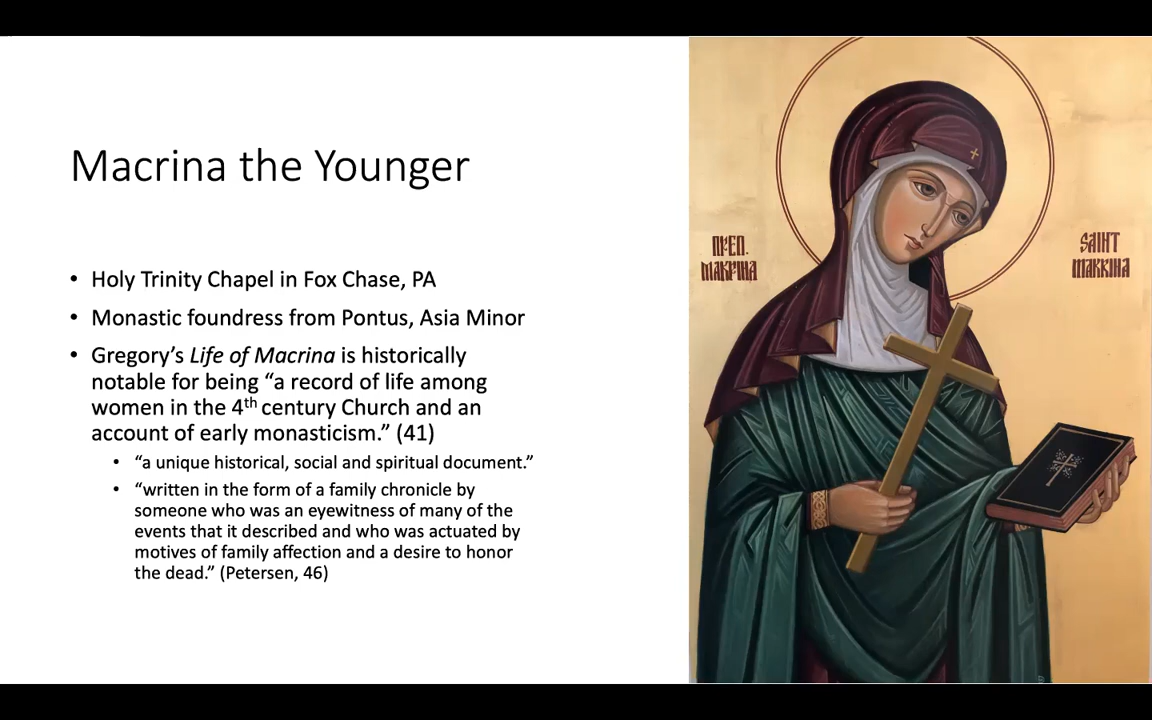 Macrina the Younger
• Holy Trinity Chapel in Fox Chase, PA
• Monastic foundress from Pontus, Asia Minor
• Gregory’s Life of Macrina is historically
notable for being “a record of life among
women in the 4th century Church and an
account of early monasticism.” (41)
• “a unique historical, social and spiritual document.”
• “written in the form of a family chronicle by
someone who was an eyewitness of many of the
events that it described and who was actuated by
motives of family affection and a desire to honor
the dead.” (Petersen, 46)
ПРЕП.
МАКРІНА
SAINT
MAKRINA